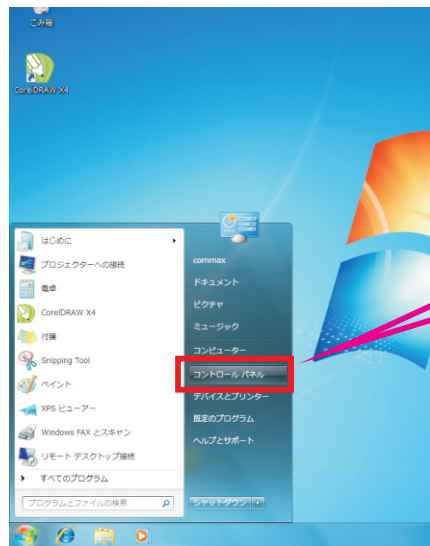 ごみ箱
CorelDRAW X4
はじめに
プロジェクターへの接続
電卓
CorelDRAW X4
付箋
Snipping Tool
ペイント
XPS ビューアー
Windows FAX とスキャン
リモート デスクトップ接続
すべてのプログラム
プログラムとファイルの検索
commax
ドキュメント
ピクチャ
ミュージック
コンピューター
コントロール パネル
デバイスとプリンター
既定のプログラム
ヘルプとサポート
シャットダウン